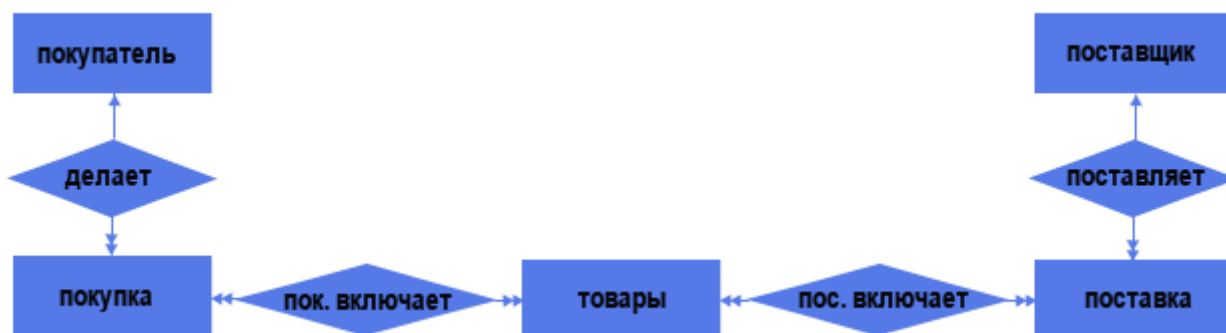 покупатель
поставщик
делает
поставляет
покупка
пок. включает
товары
пос. включает
поставка